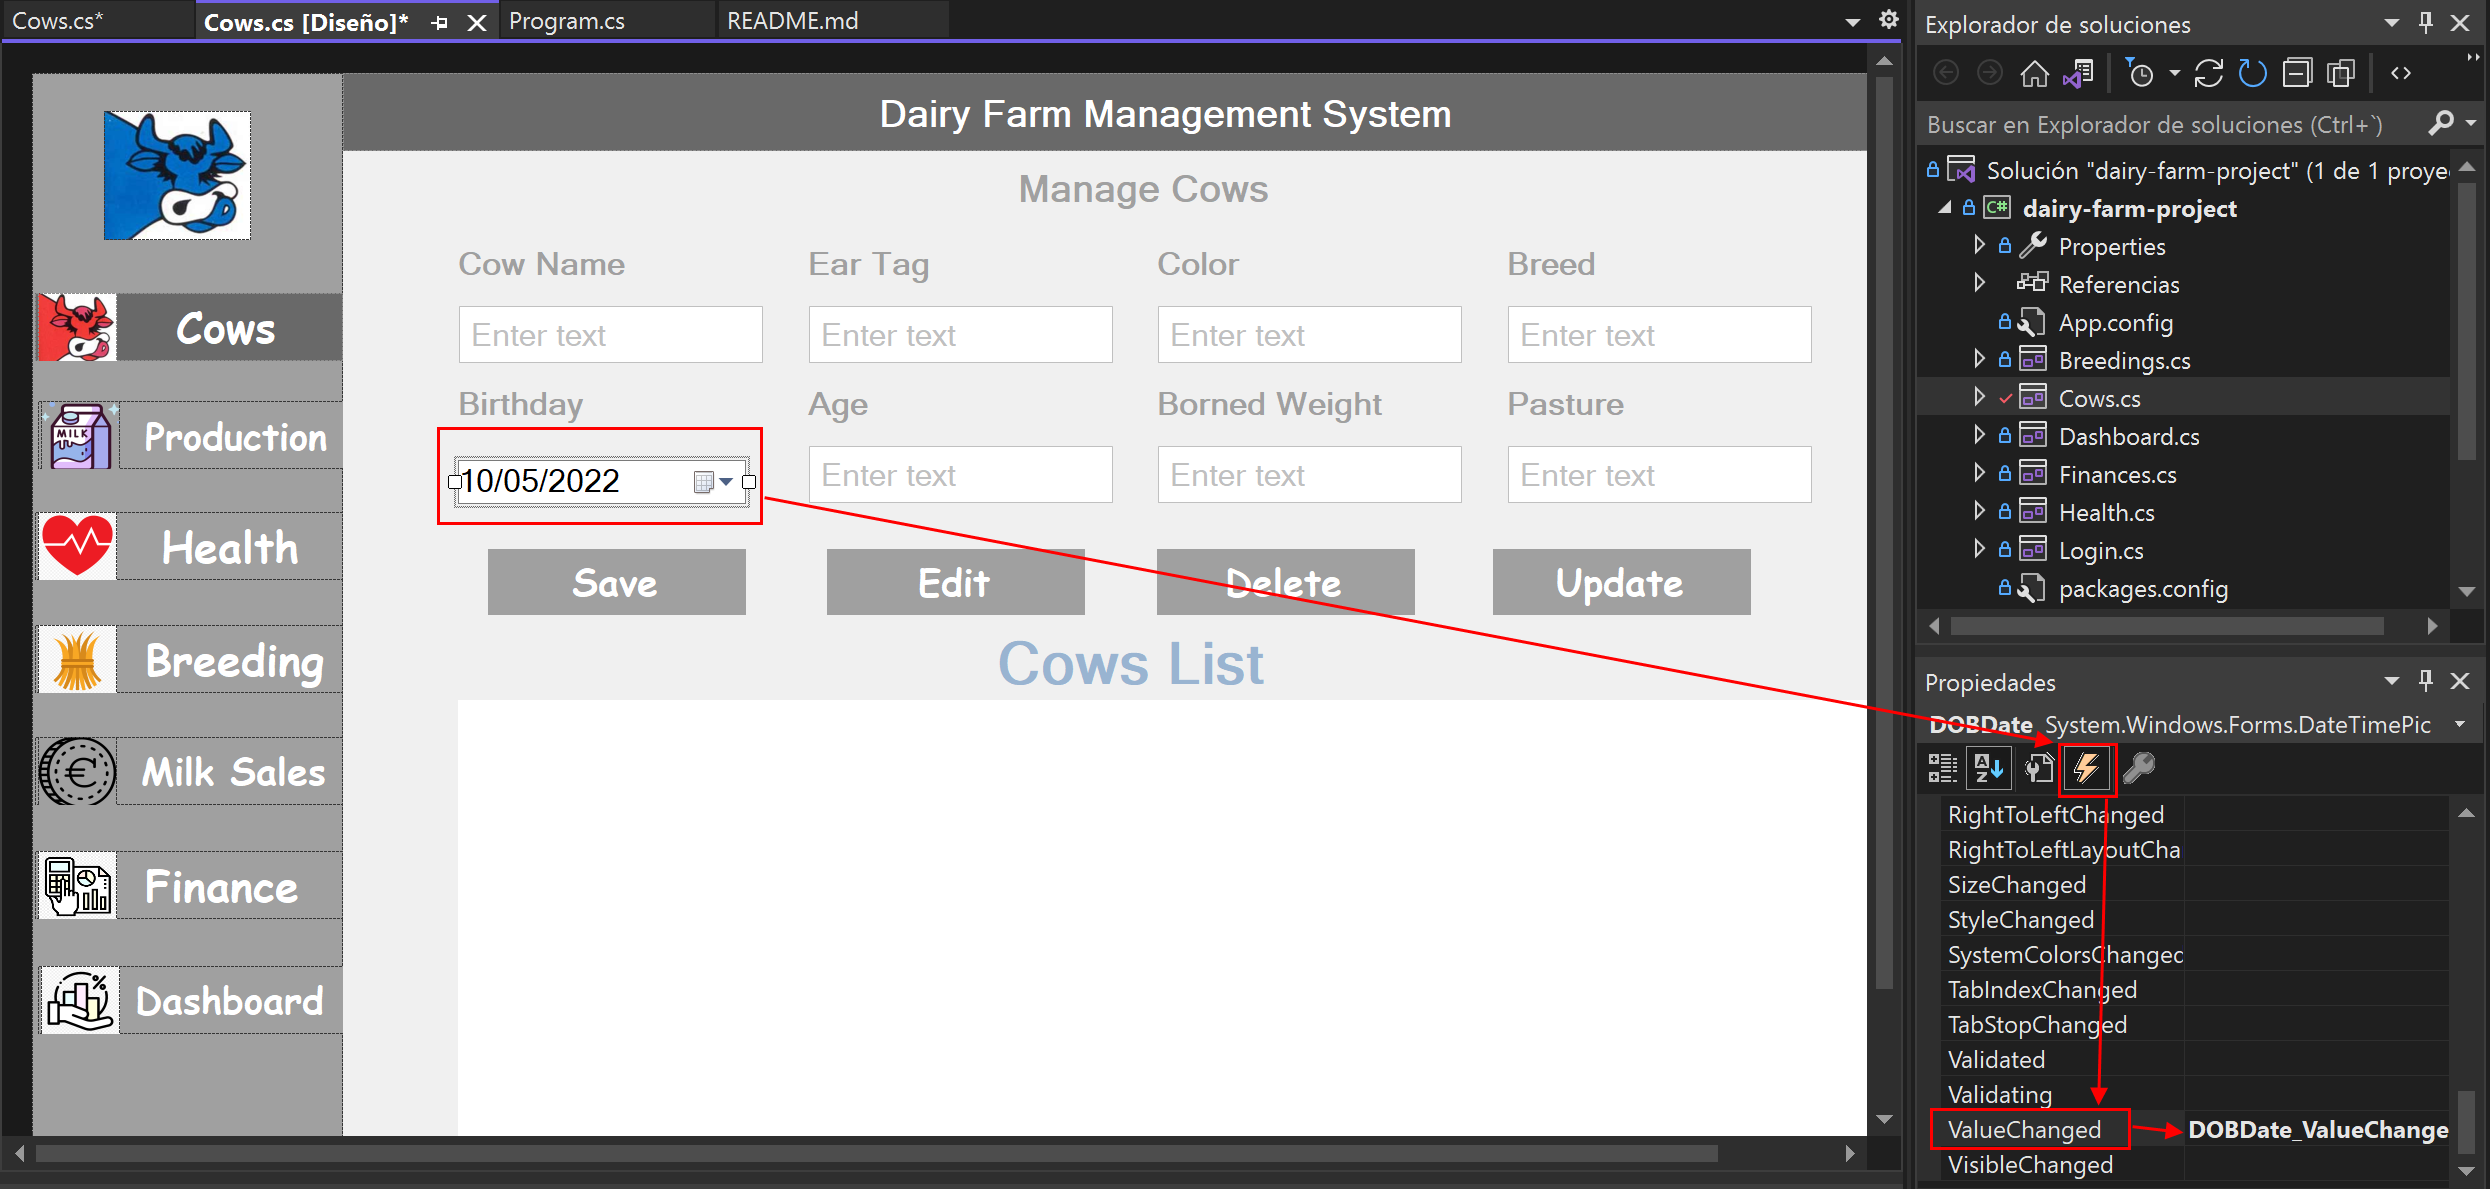 Cows.cs*
Cows.cs [Diseño]*
Program.cs
README.md
Dairy Farm Management System
Manage Cows
Cow Name
Ear Tag
Color
Breed
Enter text
Enter text
Enter text
Enter text
Birthday
Age
Borned Weight
Pasture
10/05/2022
Enter text
Enter text
Enter text
Save
Edit
Delete
Update
Cows List
Cows
MILK
Production
Health
Breeding
Milk Sales
Finance
Dashboard
Explorador de soluciones
Buscar en Explorador de soluciones (Ctrl+`)
Solución "dairy-farm-project" (1 de 1 proye
C# dairy-farm-project
Properties
Referencias
App.config
Breedings.cs
Cows.cs
Dashboard.cs
Finances.cs
Health.cs
Login.cs
packages.config
Propiedades
DOBDate System.Windows.Forms.DateTimePic
RightToLeftChanged
RightToLeftLayoutCha
SizeChanged
StyleChanged
SystemColorsChanged
TabIndexChanged
TabStopChanged
Validated
Validating
ValueChanged DOBDate_ValueChange
VisibleChanged